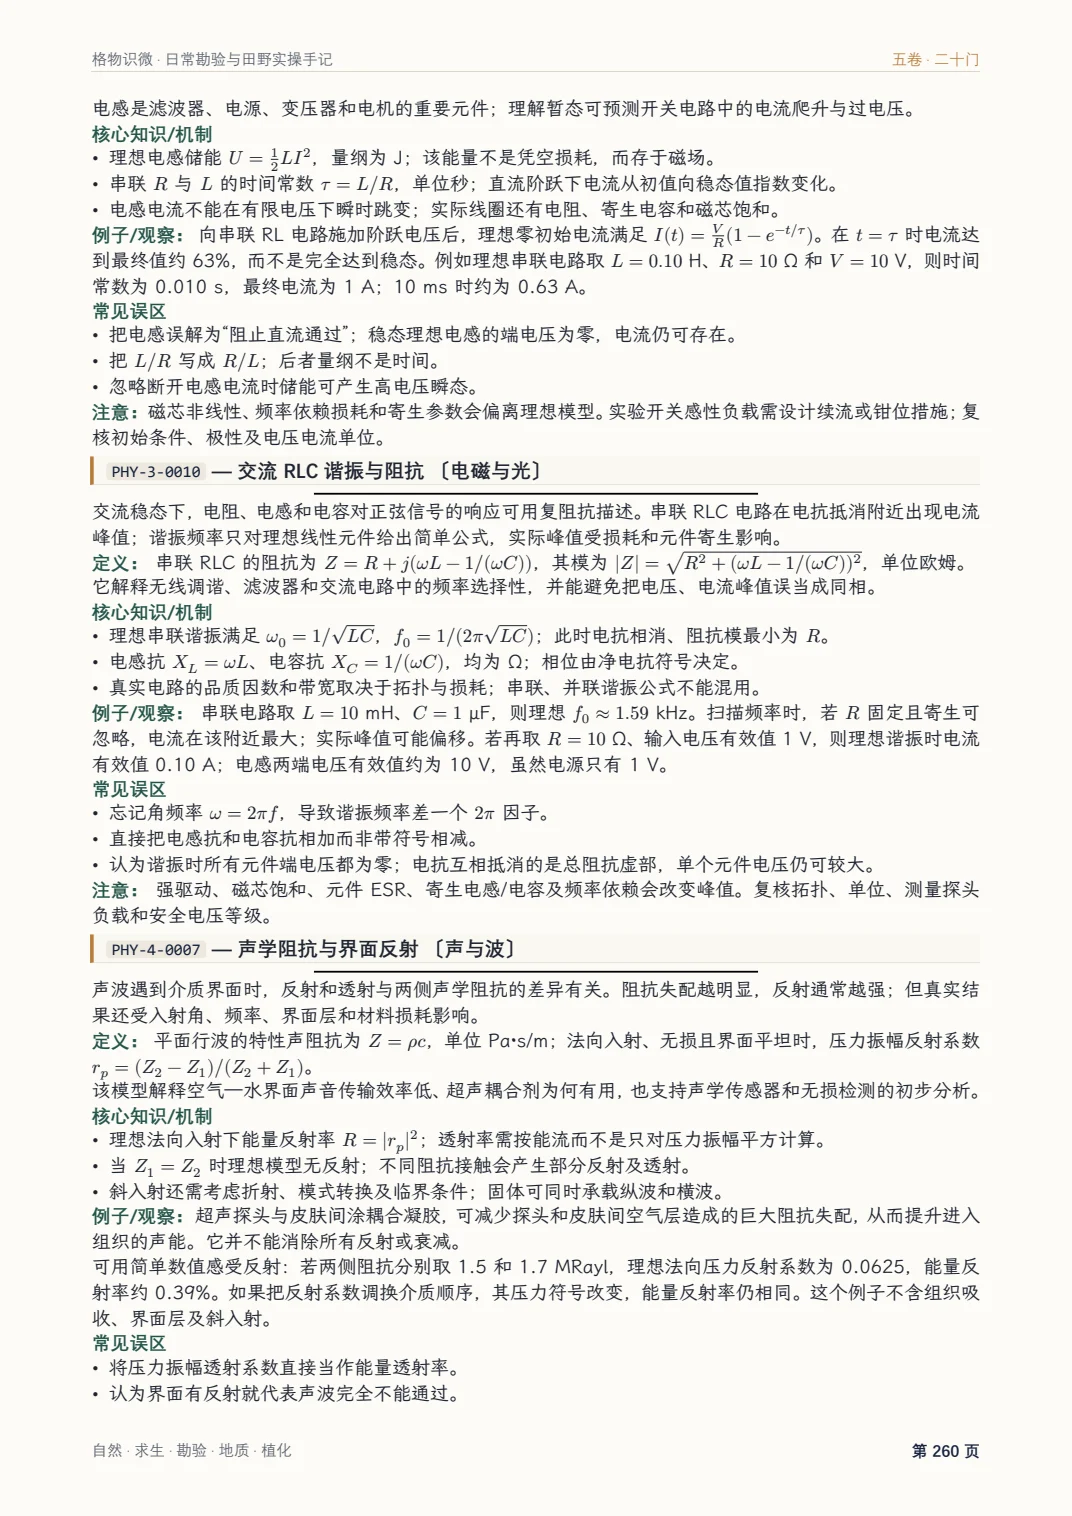 格物识微 · 日常勘验与田野实操手记
五卷 · 二十门
电感是滤波器、电源、变压器和电机的重要元件；理解暂态可预测开关电路中的电流爬升与过电压。
核心知识/机制
• 理想电感储能 U = ½LI²，量纲为 J；该能量不是凭空损耗，而存于磁场。
• 串联 R 与 L 的时间常数 τ = L/R，单位秒；直流阶跃下电流从初值向稳态值指数变化。
• 电感电流不能在有限电压下瞬时跳变；实际线圈还有电阻、寄生电容和磁芯饱和。
例子/观察： 向串联 RL 电路施加阶跃电压后，理想零初始电流满足 I(t) = V/R(1 − e^{−t/τ})。在 t = τ 时电流达
到最终值约 63%，而不是完全达到稳态。例如理想串联电路取 L = 0.10 H、R = 10 Ω 和 V = 10 V，则时间
常数为 0.010 s，最终电流为 1 A；10 ms 时约为 0.63 A。
常见误区
• 把电感误解为“阻止直流通过”；稳态理想电感的端电压为零，电流仍可存在。
• 把 L/R 写成 R/L；后者量纲不是时间。
• 忽略断开电感电流时储能可产生高电压瞬态。
注意：磁芯非线性、频率依赖损耗和寄生参数会偏离理想模型。实验开关感性负载需设计续流或钳位措施；复
核初始条件、极性及电压电流单位。
PHY-3-0010 — 交流 RLC 谐振与阻抗 〔电磁与光〕
交流稳态下，电阻、电感和电容对正弦信号的响应可用复阻抗描述。串联 RLC 电路在电抗抵消附近出现电流
峰值；谐振频率只对理想线性元件给出简单公式，实际峰值受损耗和元件寄生影响。
定义： 串联 RLC 的阻抗为 Z = R + j(ωL − 1/(ωC))，其模为 |Z| = √(R² + (ωL − 1/(ωC))²)，单位欧姆。
它解释无线调谐、滤波器和交流电路中的频率选择性，并能避免把电压、电流峰值误当成同相。
核心知识/机制
• 理想串联谐振满足 ω₀ = 1/√(LC)，f₀ = 1/(2π√(LC))；此时电抗相消、阻抗模最小为 R。
• 电感抗 X_L = ωL、电容抗 X_C = 1/(ωC)，均为 Ω；相位由净电抗符号决定。
• 真实电路的品质因数和带宽取决于拓扑与损耗；串联、并联谐振公式不能混用。
例子/观察： 串联电路取 L = 10 mH、C = 1 μF，则理想 f₀ ≈ 1.59 kHz。扫描频率时，若 R 固定且寄生可
忽略，电流在该附近最大；实际峰值可能偏移。若再取 R = 10 Ω、输入电压有效值 1 V，则理想谐振时电流
有效值 0.10 A；电感两端电压有效值约为 10 V，虽然电源只有 1 V。
常见误区
• 忘记角频率 ω = 2πf，导致谐振频率差一个 2π 因子。
• 直接把电感抗和电容抗相加而非带符号相减。
• 认为谐振时所有元件端电压都为零；电抗互相抵消的是总阻抗虚部，单个元件电压仍可较大。
注意： 强驱动、磁芯饱和、元件 ESR、寄生电感/电容及频率依赖会改变峰值。复核拓扑、单位、测量探头
负载和安全电压等级。
PHY-4-0007 — 声学阻抗与界面反射 〔声与波〕
声波遇到介质界面时，反射和透射与两侧声学阻抗的差异有关。阻抗失配越明显，反射通常越强；但真实结
果还受入射角、频率、界面层和材料损耗影响。
定义： 平面行波的特性声阻抗为 Z = ρc，单位 Pa•s/m；法向入射、无损且界面平坦时，压力振幅反射系数
r_p = (Z₂ − Z₁)/(Z₂ + Z₁)。
该模型解释空气—水界面声音传输效率低、超声耦合剂为何有用，也支持声学传感器和无损检测的初步分析。
核心知识/机制
• 理想法向入射下能量反射率 R = |r_p|²；透射率需按能流而不是只对压力振幅平方计算。
• 当 Z₁ = Z₂ 时理想模型无反射；不同阻抗接触会产生部分反射及透射。
• 斜入射还需考虑折射、模式转换及临界条件；固体可同时承载纵波和横波。
例子/观察：超声探头与皮肤间涂耦合凝胶，可减少探头和皮肤间空气层造成的巨大阻抗失配，从而提升进入
组织的声能。它并不能消除所有反射或衰减。
可用简单数值感受反射：若两侧阻抗分别取 1.5 和 1.7 MRayl，理想法向压力反射系数为 0.0625，能量反
射率约 0.39%。如果把反射系数调换介质顺序，其压力符号改变，能量反射率仍相同。这个例子不含组织吸
收、界面层及斜入射。
常见误区
• 将压力振幅透射系数直接当作能量透射率。
• 认为界面有反射就代表声波完全不能通过。
自然 · 求生 · 勘验 · 地质 · 植化
第 260 页